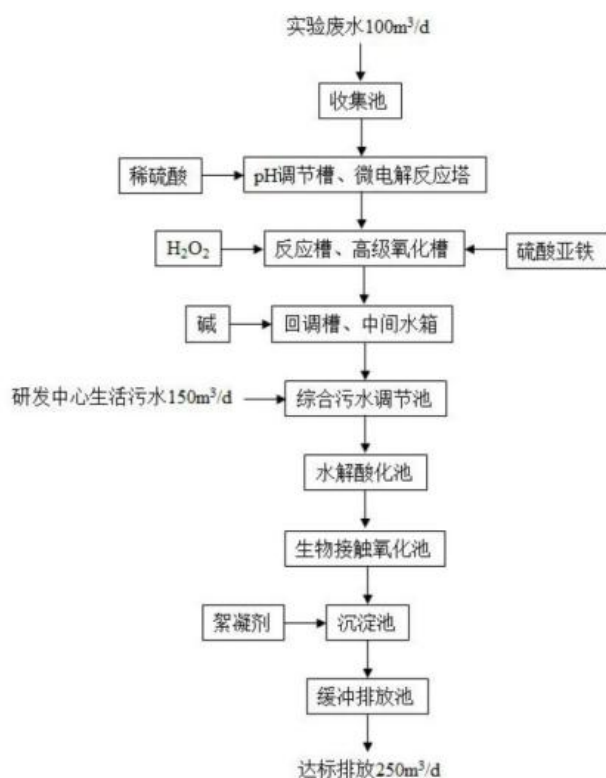 实验废水100m³/d
收集池
稀硫酸
pH调节槽、微电解反应塔
H₂O₂
反应槽、高级氧化槽
硫酸亚铁
碱
回调槽、中间水箱
研发中心生活污水150m³/d
综合污水调节池
水解酸化池
生物接触氧化池
絮凝剂
沉淀池
缓冲排放池
达标排放250m³/d